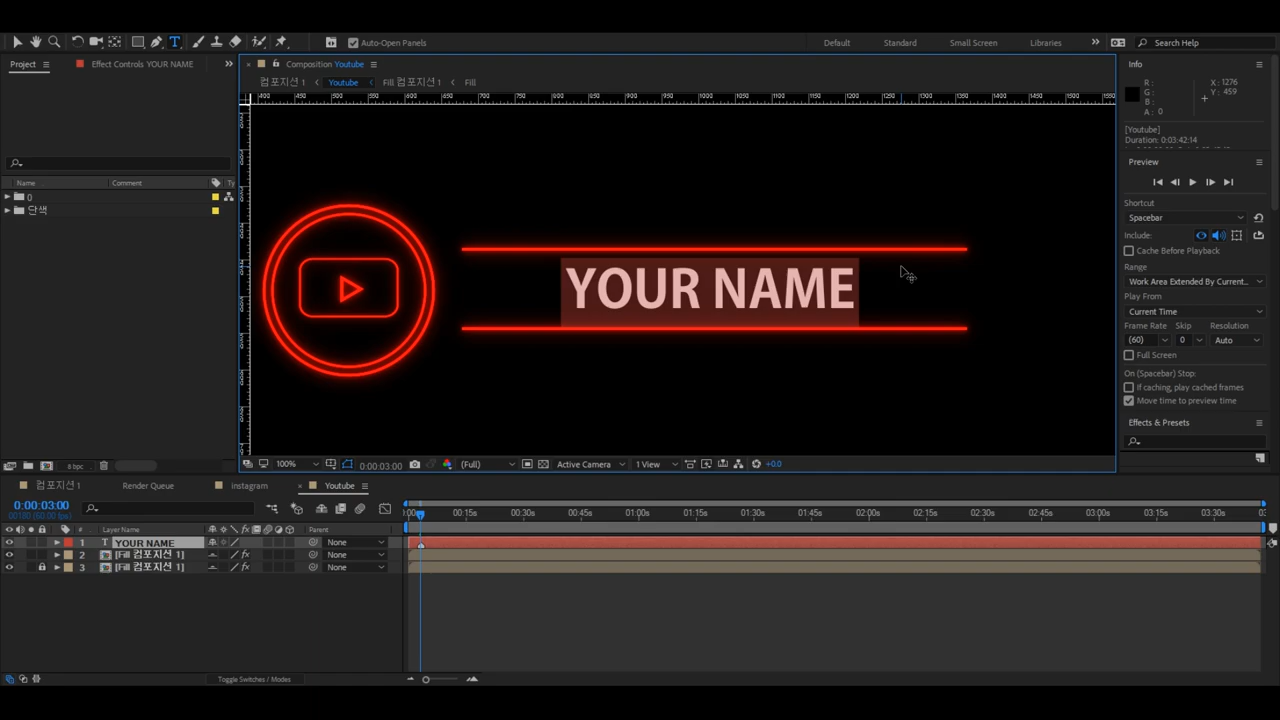 Auto-Open Panels
Default
Standard
Small Screen
Libraries
Search Help
Project
Effect Controls YOUR NAME
Composition Youtube
Info
컴포지션 1
Youtube
Fill 컴포지션 1
Fill
R :
G :
B :
A : 0
X : 1276
Y : 459
[Youtube]
Duration: 0:03:42:14
Preview
Name
Comment
Ty
0
단색
Shortcut
Spacebar
Include:
Cache Before Playback
Range
Work Area Extended By Current...
Play From
Current Time
Frame Rate
Skip
Resolution
(60)
0
Auto
Full Screen
On (Spacebar) Stop:
If caching, play cached frames
Move time to preview time
Effects & Presets
YOUR NAME
8 bpc
100%
0:00:03:00
(Full)
Active Camera
1 View
+0.0
컴포지션 1
Render Queue
instagram
Youtube
0:00:03:00
00180 (60.00 fps)
00:15s
00:30s
00:45s
01:00s
01:15s
01:30s
01:45s
02:00s
02:15s
02:30s
02:45s
03:00s
03:15s
03:30s
#
Layer Name
Parent
1
T
YOUR NAME
None
2
[Fill 컴포지션 1]
None
3
[Fill 컴포지션 1]
None
Toggle Switches / Modes